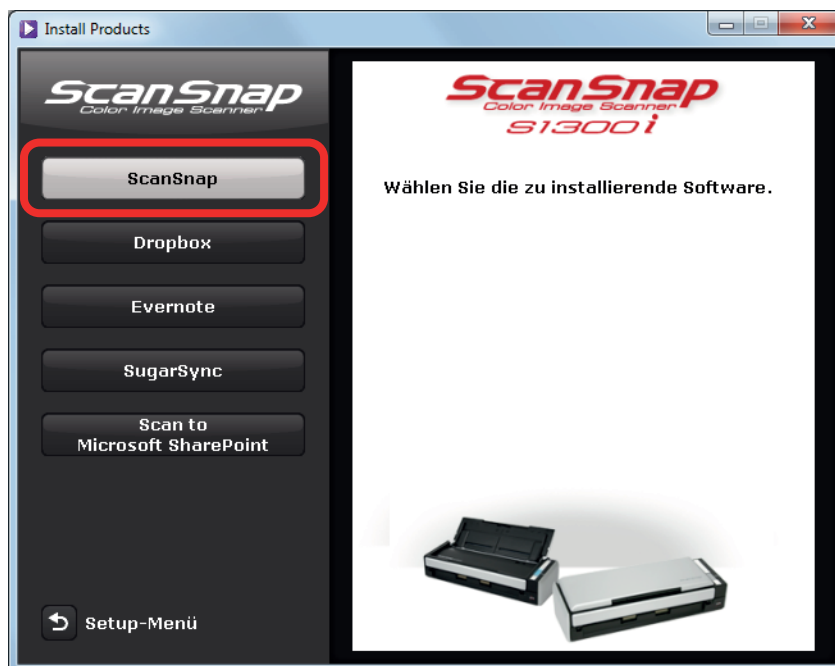 Install Products
ScanSnap
Color Image Scanner
ScanSnap
Dropbox
Evernote
SugarSync
Scan to
Microsoft SharePoint
Setup-Menü
ScanSnap
Color Image Scanner
S1300i
Wählen Sie die zu installierende Software.